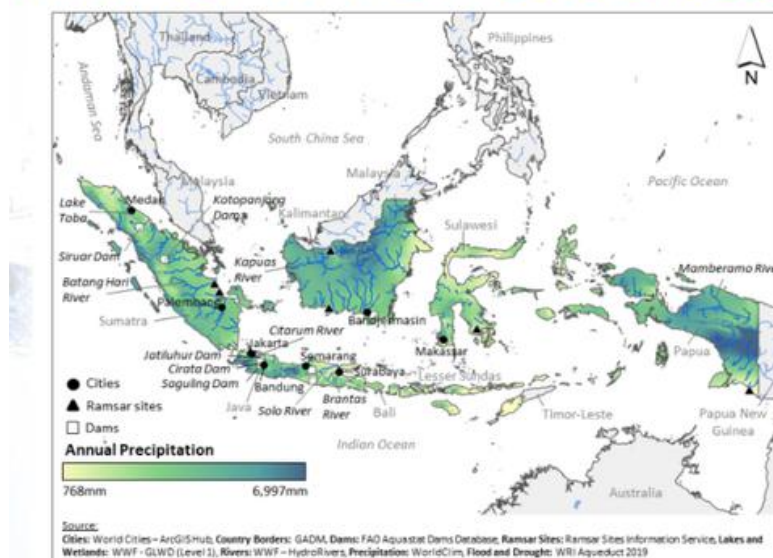 Thailand
Philippines
N
Cambodia
Vietnam
Andaman Sea
South China Sea
Malaysia
Malaysia
Pacific Ocean
Medan
Kotopanjang
Dam
Lake
Toba
Kalimantan
Sulawesi
Siruar Dam
Kapuas
River
Mamberamo River
Batang Hari
River
Palembang
Sumatra
Banjarmasin
Citarum River
Jakarta
Makassar
Papua
Jatiluhur Dam
Semarang
Cirata Dam
Surabaya
Lesser Sundas
Saguling Dam
Cities
Bandung
Ramsar sites
Java
Solo River
Brantas
River
Bali
Timor-Leste
Papua New
Guinea
Dams
Indian Ocean
Annual Precipitation
768mm
6,997mm
Australia
Source:
Cities: World Cities – ArcGISHub, Country Borders: GADM, Dams: FAO Aquastat Dams Database, Ramsar Sites: Ramsar Sites Information Service, Lakes and
Wetlands: WWF - GLWD (Level 1), Rivers: WWF – HydroRivers, Precipitation: WorldClim, Flood and Drought: WRI Aqueduct 2019